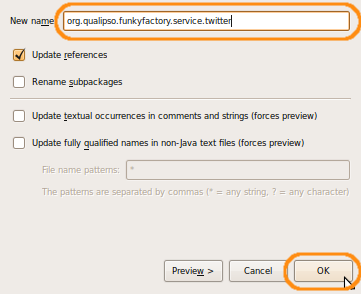 New name: org.qualipso.funkyfactory.service.twitter
Update references
Rename subpackages
Update textual occurrences in comments and strings (forces preview)
Update fully qualified names in non-Java text files (forces preview)
File name patterns: *
The patterns are separated by commas (* = any string, ? = any character)
Preview > Cancel OK